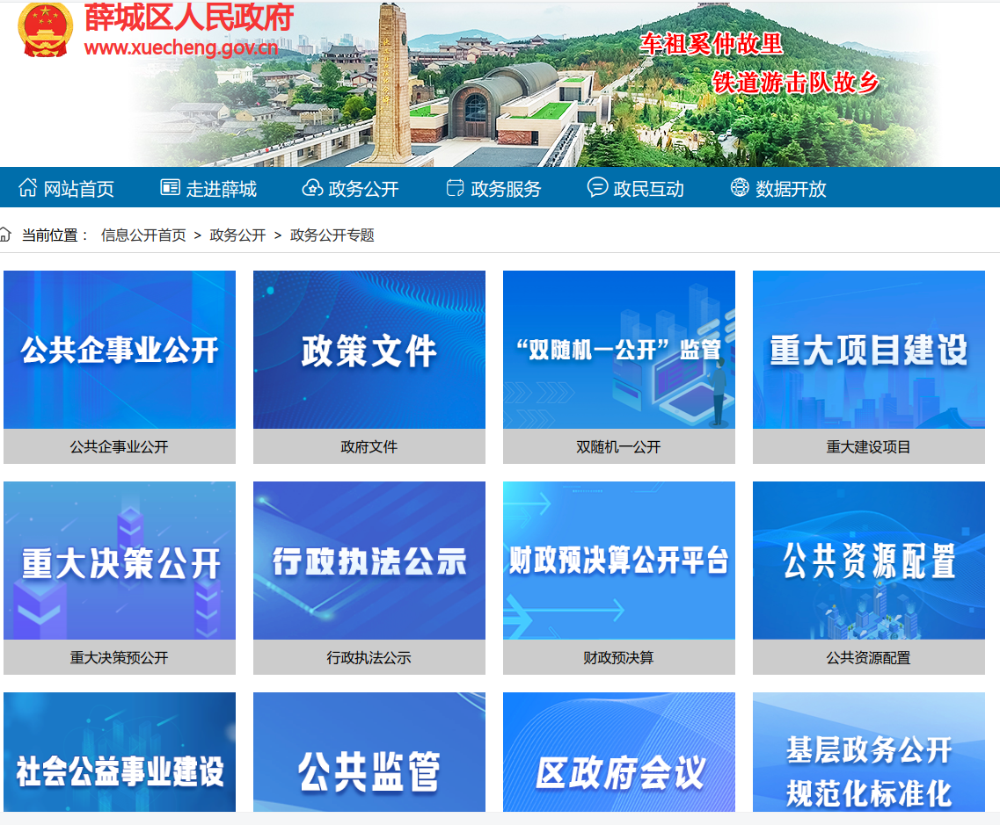 薛城区人民政府
www.xuecheng.gov.cn
车祖奚仲故里
铁道游击队故乡
网站首页 走进薛城 政务公开 政务服务 政民互动 数据开放
当前位置： 信息公开首页 > 政务公开 > 政务公开专题
公共企事业公开
公共企事业公开
政策文件
政府文件
“双随机一公开”监管
双随机一公开
重大项目建设
重大建设项目
重大决策公开
重大决策预公开
行政执法公示
行政执法公示
财政预决算公开平台
财政预决算
公共资源配置
公共资源配置
社会公益事业建设
公共监管
区政府会议
基层政务公开
规范化标准化